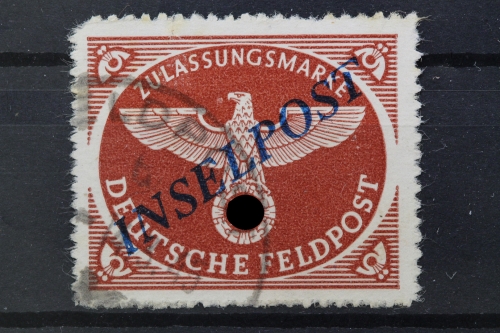 ZULASSUNGSMARKE
INSELPOST
DEUTSCHE FELDPOST